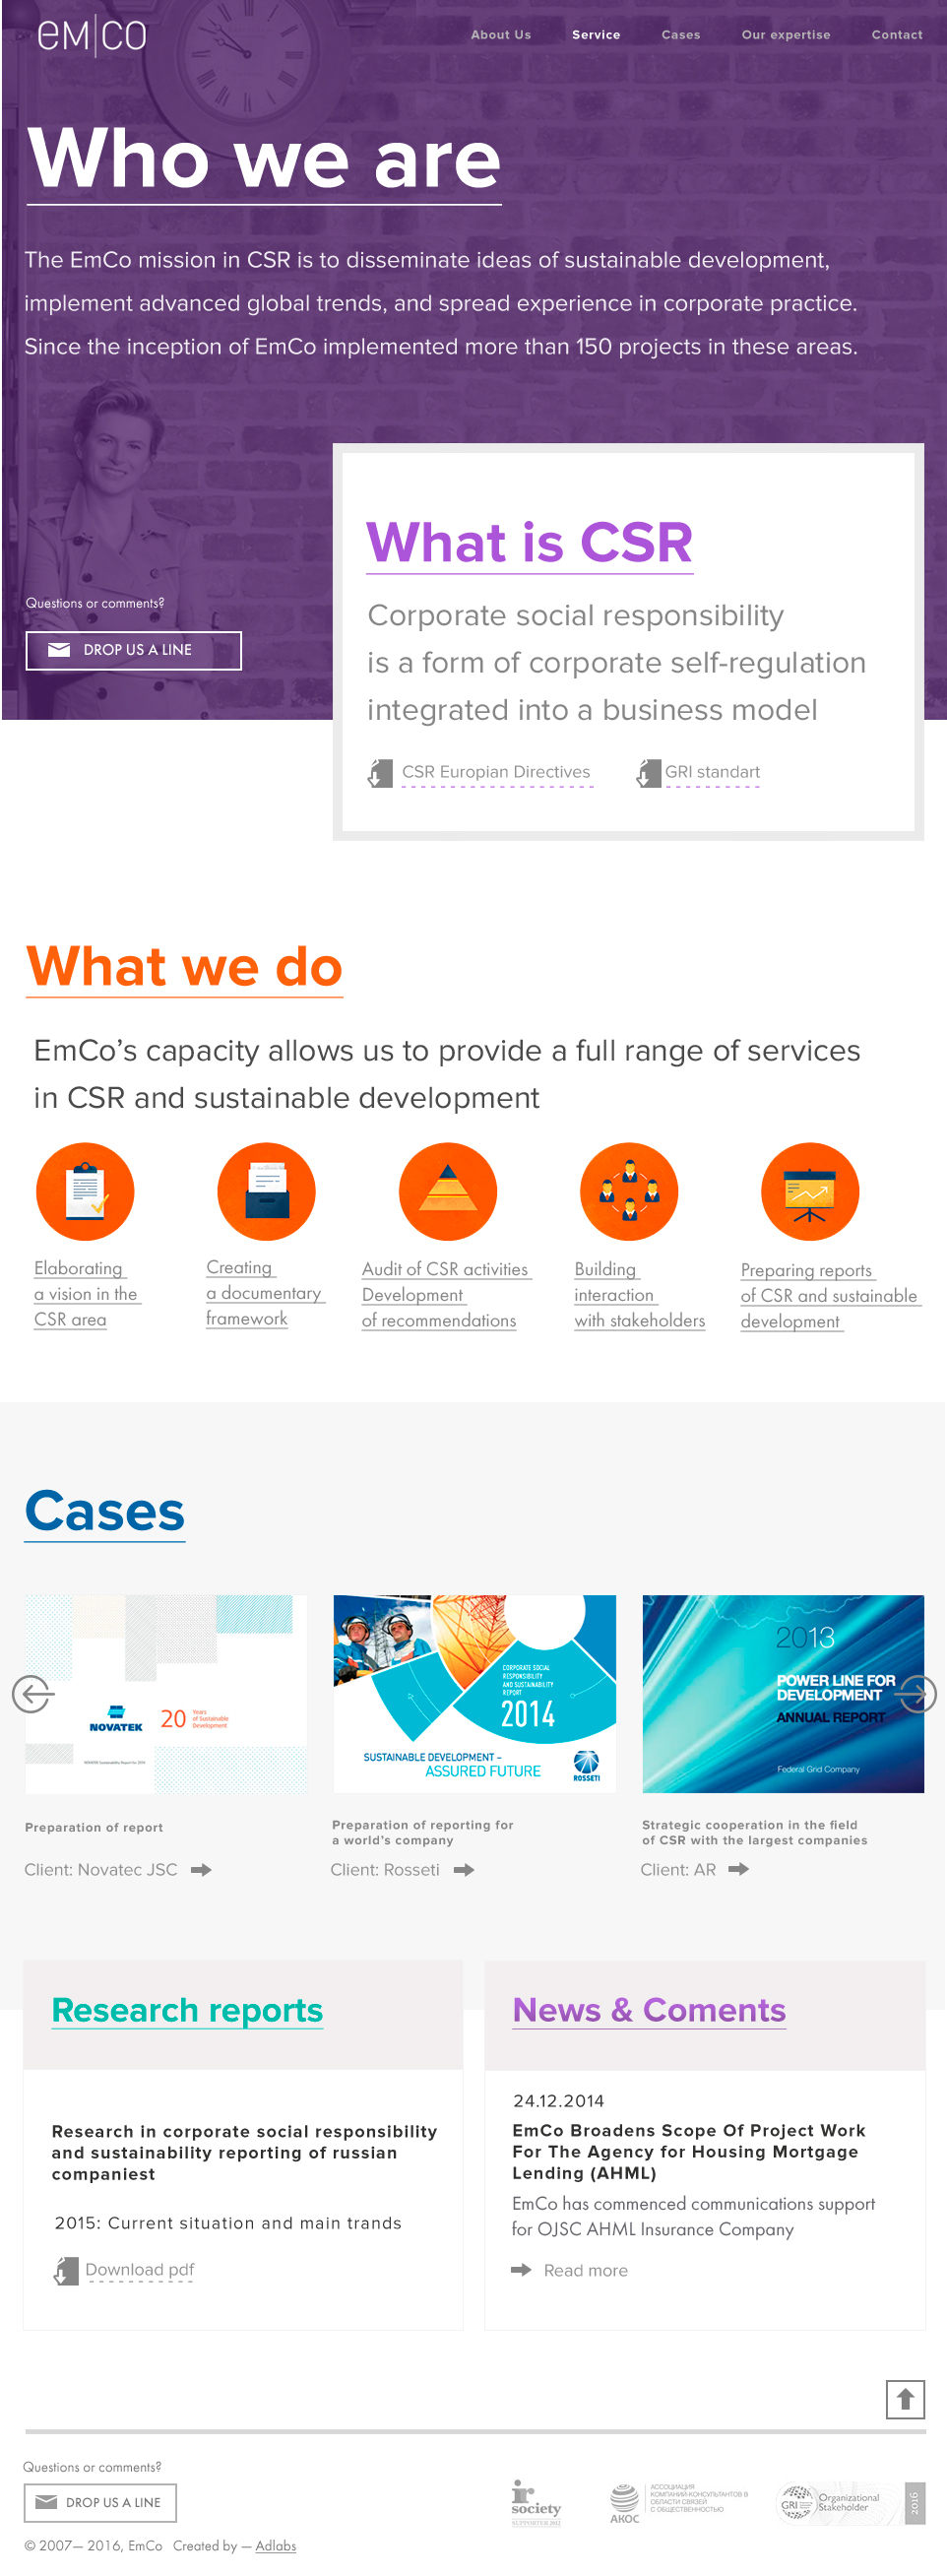 eMCO
About Us Service Cases Our expertise Contact
Who we are
The EmCo mission in CSR is to disseminate ideas of sustainable development,
implement advanced global trends, and spread experience in corporate practice.
Since the inception of EmCo implemented more than 150 projects in these areas.
Questions or comments?
DROP US A LINE
What is CSR
Corporate social responsibility
is a form of corporate self-regulation
integrated into a business model
CSR Europian Directives
GRI standart
What we do
EmCo’s capacity allows us to provide a full range of services
in CSR and sustainable development
Elaborating
a vision in the
CSR area
Creating
a documentary
framework
Audit of CSR activities
Development
of recommendations
Building
interaction
with stakeholders
Preparing reports
of CSR and sustainable
development
Cases
NOVATEK
20 Years
of Sustainable
Development
CORPORATE SOCIAL
RESPONSIBILITY
AND SUSTAINABILITY
REPORT
2014
SUSTAINABLE DEVELOPMENT –
ASSURED FUTURE
ROSSETI
2013
POWER LINE FOR
DEVELOPMENT
ANNUAL REPORT
Federal Grid Company
Preparation of report
Client: Novatec JSC
Preparation of reporting for
a world’s company
Client: Rosseti
Strategic cooperation in the field
of CSR with the largest companies
Client: AR
Research reports
Research in corporate social responsibility
and sustainability reporting of russian
companiest
2015: Current situation and main trands
Download pdf
News & Coments
24.12.2014
EmCo Broadens Scope Of Project Work
For The Agency for Housing Mortgage
Lending (AHML)
EmCo has commenced communications support
for OJSC AHML Insurance Company
Read more
Questions or comments?
DROP US A LINE
© 2007— 2016, EmCo Created by — Adlabs
ir
society
АКОС
АССОЦИАЦИЯ
КОМПАНИЙ-КОНСУЛЬТАНТОВ В
ОБЛАСТИ СВЯЗЕЙ
С ОБЩЕСТВЕННОСТЬЮ
GRI
Organizational
Stakeholder
2016